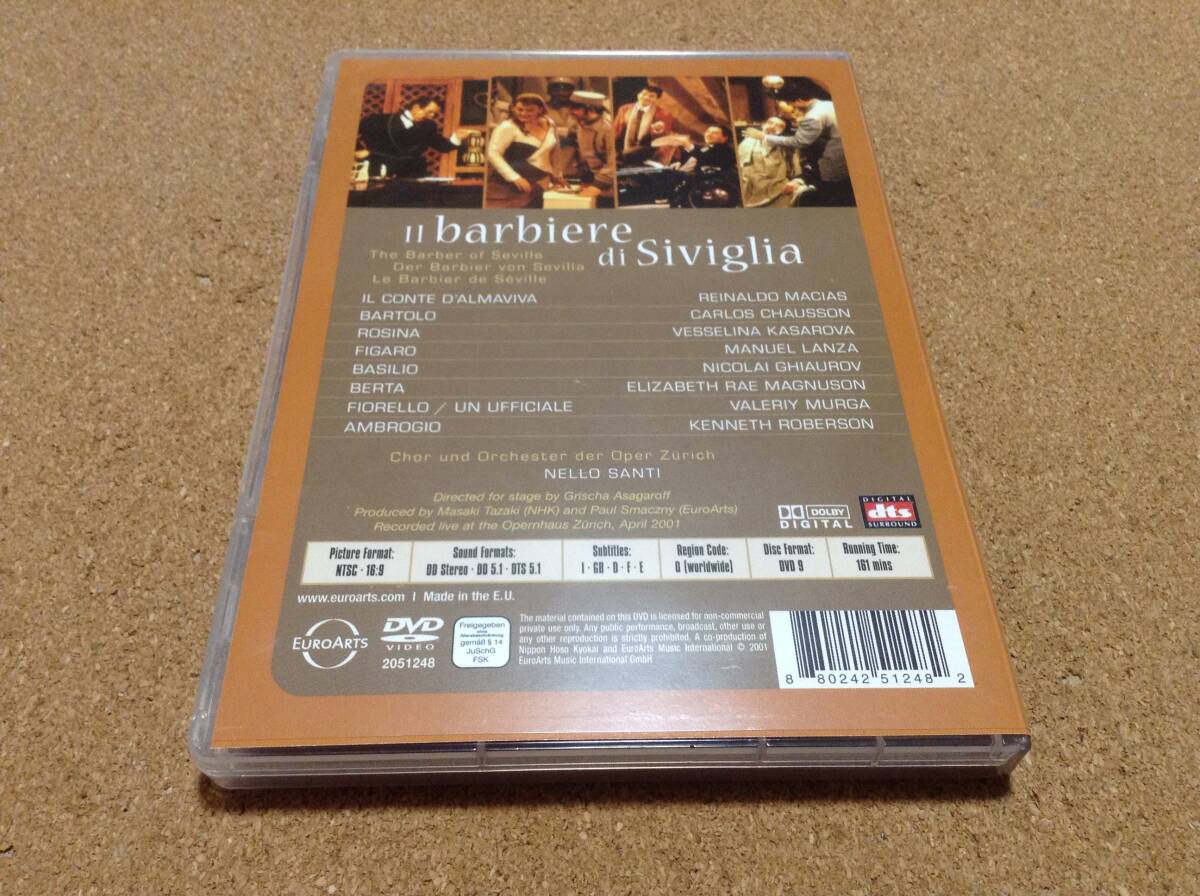 Il barbiere
di Siviglia
The Barber of Seville
Der Barbier von Sevilla
Le Barbier de Séville
IL CONTE D'ALMAVIVA REINALDO MACIAS
BARTOLO CARLOS CHAUSSON
ROSINA VESSELINA KASAROVA
FIGARO MANUEL LANZA
BASILIO NICOLAI GHIAUROV
BERTA ELIZABETH RAE MAGNUSON
FIORELLO / UN UFFICIALE VALERIY MURGA
AMBROGIO KENNETH ROBERSON
Chor und Orchester der Oper Zürich
NELLO SANTI
Directed for stage by Grischa Asagaroff
Produced by Masaki Tazaki (NHK) and Paul Smaczny (EuroArts)
Recorded live at the Opernhaus Zürich, April 2001
DOLBY
DIGITAL
DIGITAL
dts
SURROUND
Picture Format: Sound Formats: Subtitles: Region Code: Disc Format: Running Time:
NTSC · 16:9 DD Stereo · DD 5.1 · DTS 5.1 I · GB · D · F · E 0 (worldwide) DVD 9 161 mins
www.euroarts.com | Made in the E.U.
EUROARTS
DVD
VIDEO
2051248
Freigegeben
ohne
Altersbeschränkung
gemäß § 14
JuSchG
FSK
The material contained on this DVD is licensed for non-commercial
private use only. Any public performance, broadcast, other use or
any other reproduction is strictly prohibited. A co-production of
Nippon Hoso Kyokai and EuroArts Music International © 2001
EuroArts Music International GmbH
8 80242 51248 2